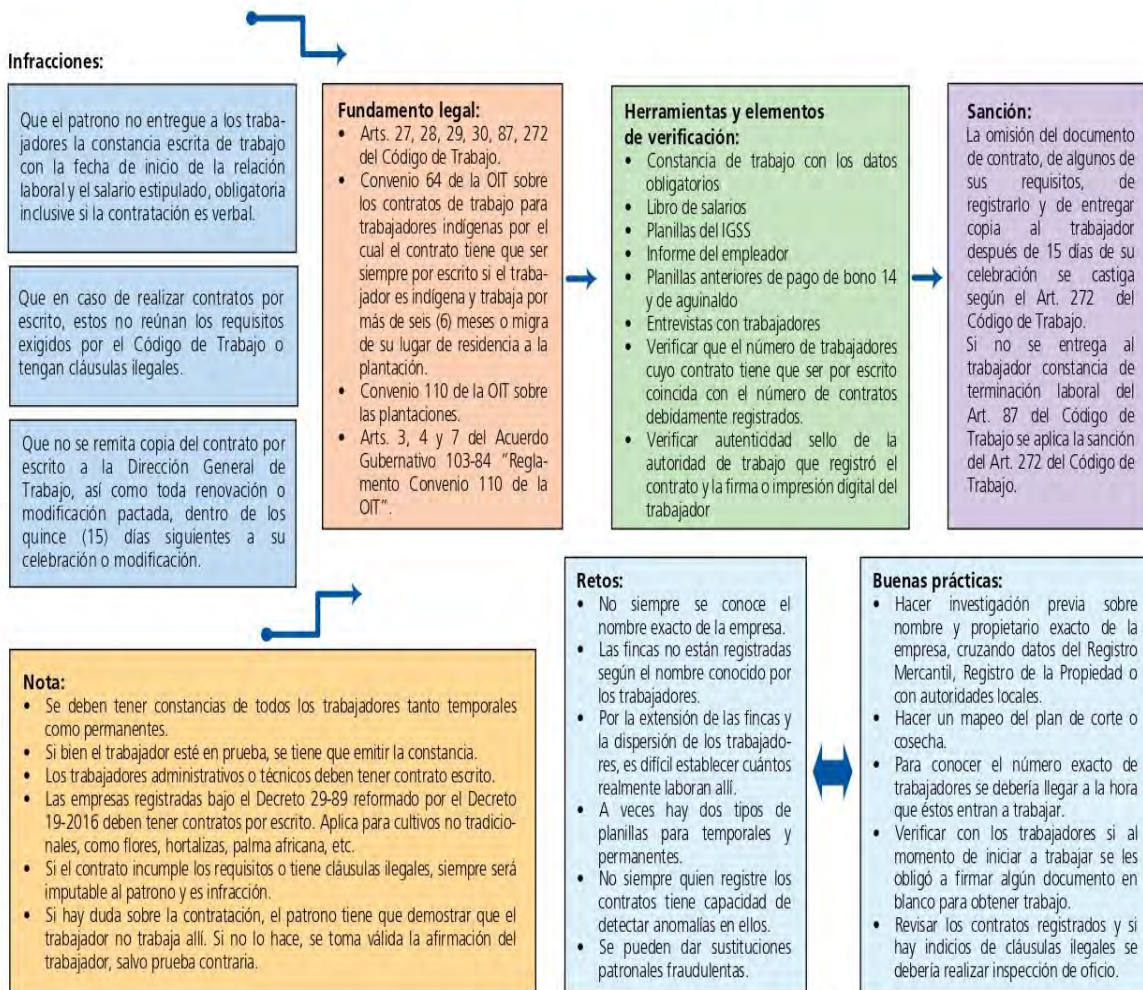 Infracciones:
Que el patrono no entregue a los traba-
jadores la constancia escrita de trabajo
con la fecha de inicio de la relación
laboral y el salario estipulado, obligatoria
inclusive si la contratación es verbal.
Que en caso de realizar contratos por
escrito, estos no reúnan los requisitos
exigidos por el Código de Trabajo o
tengan cláusulas ilegales.
Que no se remita copia del contrato por
escrito a la Dirección General de
Trabajo, así como toda renovación o
modificación pactada, dentro de los
quince (15) días siguientes a su
celebración o modificación.
Fundamento legal:
• Arts. 27, 28, 29, 30, 87, 272
del Código de Trabajo.
• Convenio 64 de la OIT sobre
los contratos de trabajo para
trabajadores indígenas por el
cual el contrato tiene que ser
siempre por escrito si el traba-
jador es indígena y trabaja por
más de seis (6) meses o migra
de su lugar de residencia a la
plantación.
• Convenio 110 de la OIT sobre
las plantaciones.
• Arts. 3, 4 y 7 del Acuerdo
Gubernativo 103-84 "Regla-
mento Convenio 110 de la
OIT".
Herramientas y elementos
de verificación:
• Constancia de trabajo con los datos
obligatorios
• Libro de salarios
• Planillas del IGSS
• Informe del empleador
• Planillas anteriores de pago de bono 14
y de aguinaldo
• Entrevistas con trabajadores
• Verificar que el número de trabajadores
cuyo contrato tiene que ser por escrito
coincida con el número de contratos
debidamente registrados.
• Verificar autenticidad sello de la
autoridad de trabajo que registró el
contrato y la firma o impresión digital del
trabajador
Sanción:
La omisión del documento
de contrato, de algunos de
sus requisitos, de
registrarlo y de entregar
copia al trabajador
después de 15 días de su
celebración se castiga
según el Art. 272 del
Código de Trabajo.
Si no se entrega al
trabajador constancia de
terminación laboral del
Art. 87 del Código de
Trabajo se aplica la sanción
del Art. 272 del Código de
Trabajo.
Nota:
• Se deben tener constancias de todos los trabajadores tanto temporales
como permanentes.
• Si bien el trabajador esté en prueba, se tiene que emitir la constancia.
• Los trabajadores administrativos o técnicos deben tener contrato escrito.
• Las empresas registradas bajo el Decreto 29-89 reformado por el Decreto
19-2016 deben tener contratos por escrito. Aplica para cultivos no tradicio-
nales, como flores, hortalizas, palma africana, etc.
• Si el contrato incumple los requisitos o tiene cláusulas ilegales, siempre será
imputable al patrono y es infracción.
• Si hay duda sobre la contratación, el patrono tiene que demostrar que el
trabajador no trabaja allí. Si no lo hace, se toma válida la afirmación del
trabajador, salvo prueba contraria.
Retos:
• No siempre se conoce el
nombre exacto de la empresa.
• Las fincas no están registradas
según el nombre conocido por
los trabajadores.
• Por la extensión de las fincas y
la dispersión de los trabajado-
res, es difícil establecer cuántos
realmente laboran allí.
• A veces hay dos tipos de
planillas para temporales y
permanentes.
• No siempre quien registre los
contratos tiene capacidad de
detectar anomalías en ellos.
• Se pueden dar sustituciones
patronales fraudulentas.
Buenas prácticas:
• Hacer investigación previa sobre
nombre y propietario exacto de la
empresa, cruzando datos del Registro
Mercantil, Registro de la Propiedad o
con autoridades locales.
• Hacer un mapeo del plan de corte o
cosecha.
• Para conocer el número exacto de
trabajadores se debería llegar a la hora
que éstos entran a trabajar.
• Verificar con los trabajadores si al
momento de iniciar a trabajar se les
obligó a firmar algún documento en
blanco para obtener trabajo.
• Revisar los contratos registrados y si
hay indicios de cláusulas ilegales se
debería realizar inspección de oficio.